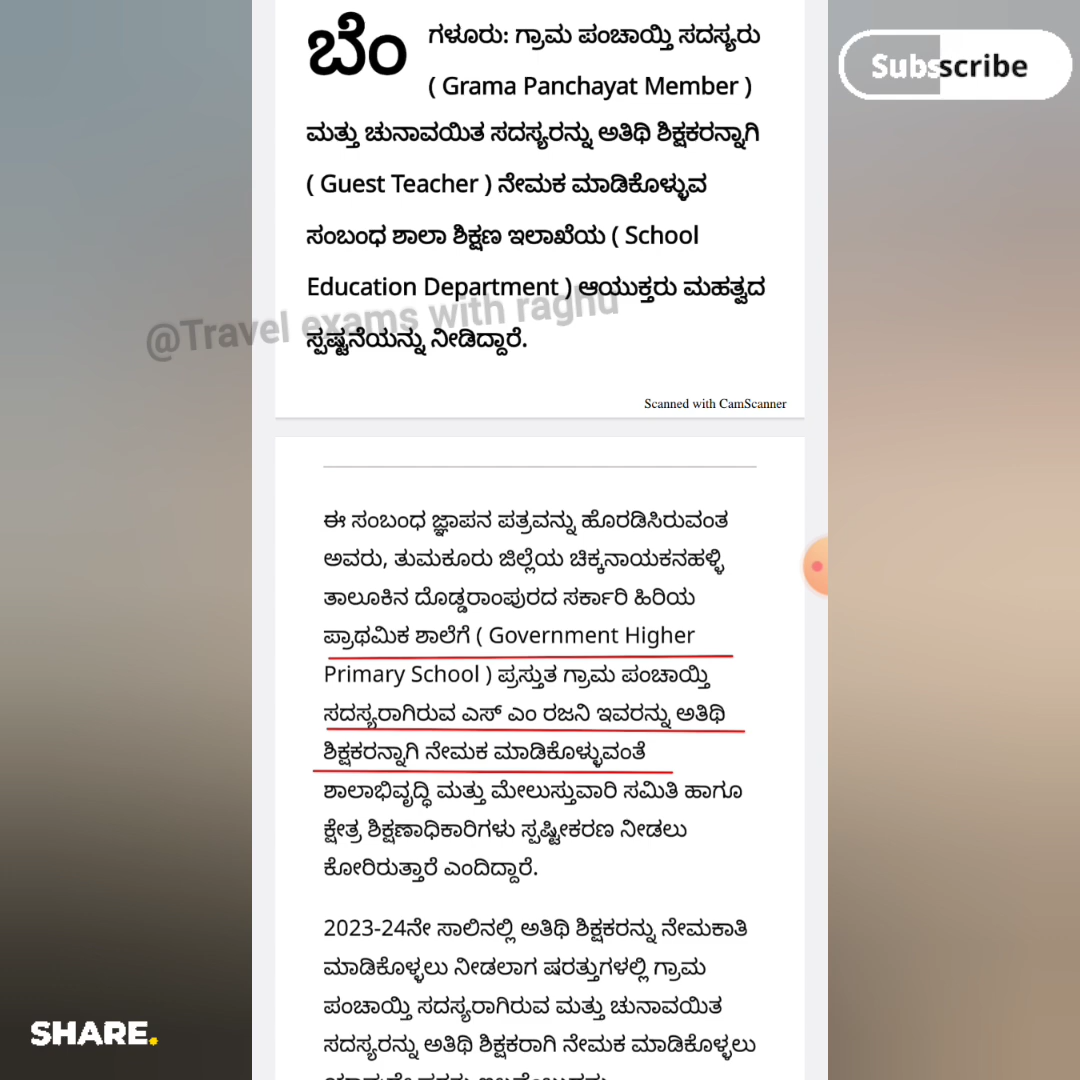 ಬೆಂಗಳೂರು: ಗ್ರಾಮ ಪಂಚಾಯ್ತಿ ಸದಸ್ಯರು
( Grama Panchayat Member )
ಮತ್ತು ಚುನಾವಯಿತ ಸದಸ್ಯರನ್ನು ಅತಿಥಿ ಶಿಕ್ಷಕರನ್ನಾಗಿ
( Guest Teacher ) ನೇಮಕ ಮಾಡಿಕೊಳ್ಳುವ
ಸಂಬಂಧ ಶಾಲಾ ಶಿಕ್ಷಣ ಇಲಾಖೆಯ ( School
Education Department ) ಆಯುಕ್ತರು ಮಹತ್ವದ
ಸ್ಪಷ್ಟನೆಯನ್ನು ನೀಡಿದ್ದಾರೆ.
Subscribe
@Travel exams with raghu
Scanned with CamScanner
ಈ ಸಂಬಂಧ ಜ್ಞಾಪನ ಪತ್ರವನ್ನು ಹೊರಡಿಸಿರುವಂತ
ಅವರು, ತುಮಕೂರು ಜಿಲ್ಲೆಯ ಚಿಕ್ಕನಾಯಕನಹಳ್ಳಿ
ತಾಲೂಕಿನ ದೊಡ್ಡರಾಂಪುರದ ಸರ್ಕಾರಿ ಹಿರಿಯ
ಪ್ರಾಥಮಿಕ ಶಾಲೆಗೆ ( Government Higher
Primary School ) ಪ್ರಸ್ತುತ ಗ್ರಾಮ ಪಂಚಾಯ್ತಿ
ಸದಸ್ಯರಾಗಿರುವ ಎಸ್ ಎಂ ರಜನಿ ಇವರನ್ನು ಅತಿಥಿ
ಶಿಕ್ಷಕರನ್ನಾಗಿ ನೇಮಕ ಮಾಡಿಕೊಳ್ಳುವಂತೆ
ಶಾಲಾಭಿವೃದ್ಧಿ ಮತ್ತು ಮೇಲುಸ್ತುವಾರಿ ಸಮಿತಿ ಹಾಗೂ
ಕ್ಷೇತ್ರ ಶಿಕ್ಷಣಾಧಿಕಾರಿಗಳು ಸ್ಪಷ್ಟೀಕರಣ ನೀಡಲು
ಕೋರಿರುತ್ತಾರೆ ಎಂದಿದ್ದಾರೆ.
2023-24ನೇ ಸಾಲಿನಲ್ಲಿ ಅತಿಥಿ ಶಿಕ್ಷಕರನ್ನು ನೇಮಕಾತಿ
ಮಾಡಿಕೊಳ್ಳಲು ನೀಡಲಾಗ ಷರತ್ತುಗಳಲ್ಲಿ ಗ್ರಾಮ
ಪಂಚಾಯ್ತಿ ಸದಸ್ಯರಾಗಿರುವ ಮತ್ತು ಚುನಾವಯಿತ
ಸದಸ್ಯರನ್ನು ಅತಿಥಿ ಶಿಕ್ಷಕರಾಗಿ ನೇಮಕ ಮಾಡಿಕೊಳ್ಳಲು
SHARE.